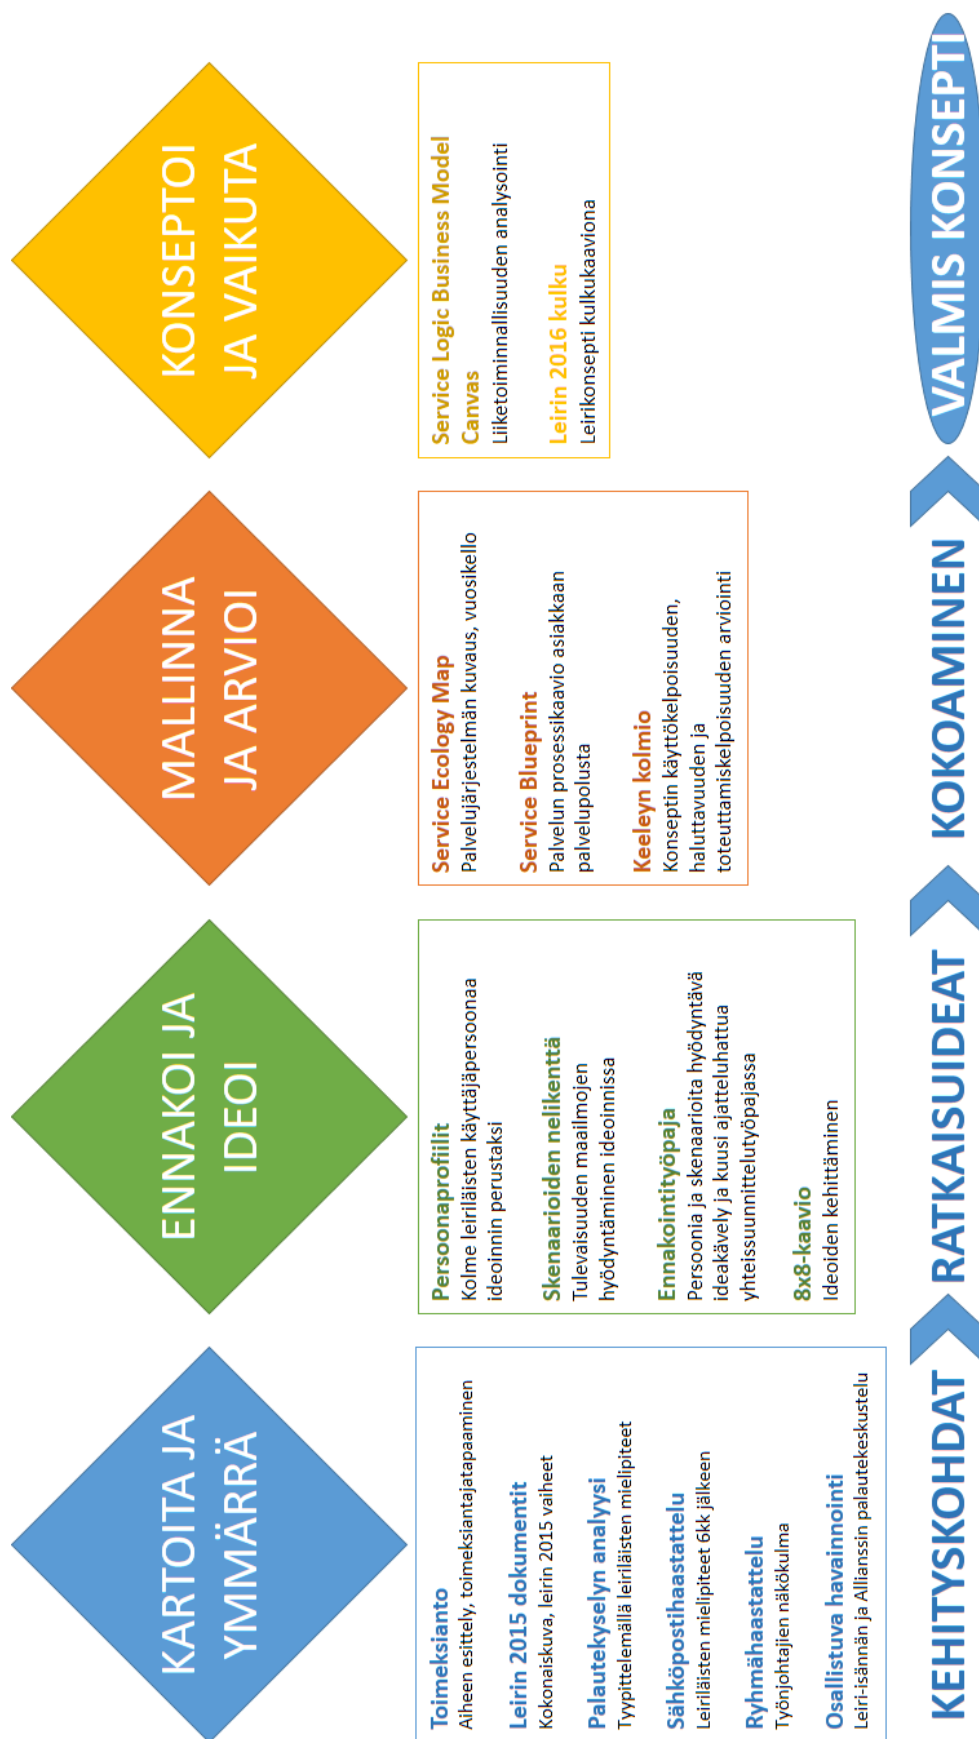 KARTOITA JA
YMMÄRRÄ
Toimeksianto
Aiheen esittely, toimeksiantajatapaaminen
Leirin 2015 dokumentit
Kokonaiskuva, leirin 2015 vaiheet
Palautekyselyn analyysi
Tyypittelemällä leiriläisten mielipiteet
Sähköpostihaastattelu
Leiriläisten mielipiteet 6kk jälkeen
Ryhmähaastattelu
Työnjohtajien näkökulma
Osallistuva havainnointi
Leiri-isännän ja Allianssin palautekeskustelu
ENNAKOI JA
IDEOI
Persoonaprofiilit
Kolme leiriläisten käyttäjäpersoonaa
ideoinnin perustaksi
Skenaarioiden nelikenttä
Tulevaisuuden maailmojen
hyödyntäminen ideoinnissa
Ennakointityöpaja
Persoonia ja skenaarioita hyödyntävä
ideakävely ja kuusi ajatteluhattua
yhteissuunnittelutyöpajassa
8x8-kaavio
Ideoiden kehittäminen
MALLINNA
JA ARVIOI
Service Ecology Map
Palvelujärjestelmän kuvaus, vuosikello
Service Blueprint
Palvelun prosessikaavio asiakkaan
palvelupolusta
Keeleyn kolmio
Konseptin käyttökelpoisuuden,
haluttavuuden ja
toteuttamiskelpoisuuden arviointi
KONSEPTOI
JA VAIKUTA
Service Logic Business Model
Canvas
Liiketoiminnallisuuden analysointi
Leirin 2016 kulku
Leirikonsepti kulkukaaviona
KEHITYSKOHDAT
RATKAISUIDEAT
KOKOAMINEN
VALMIS KONSEPTI